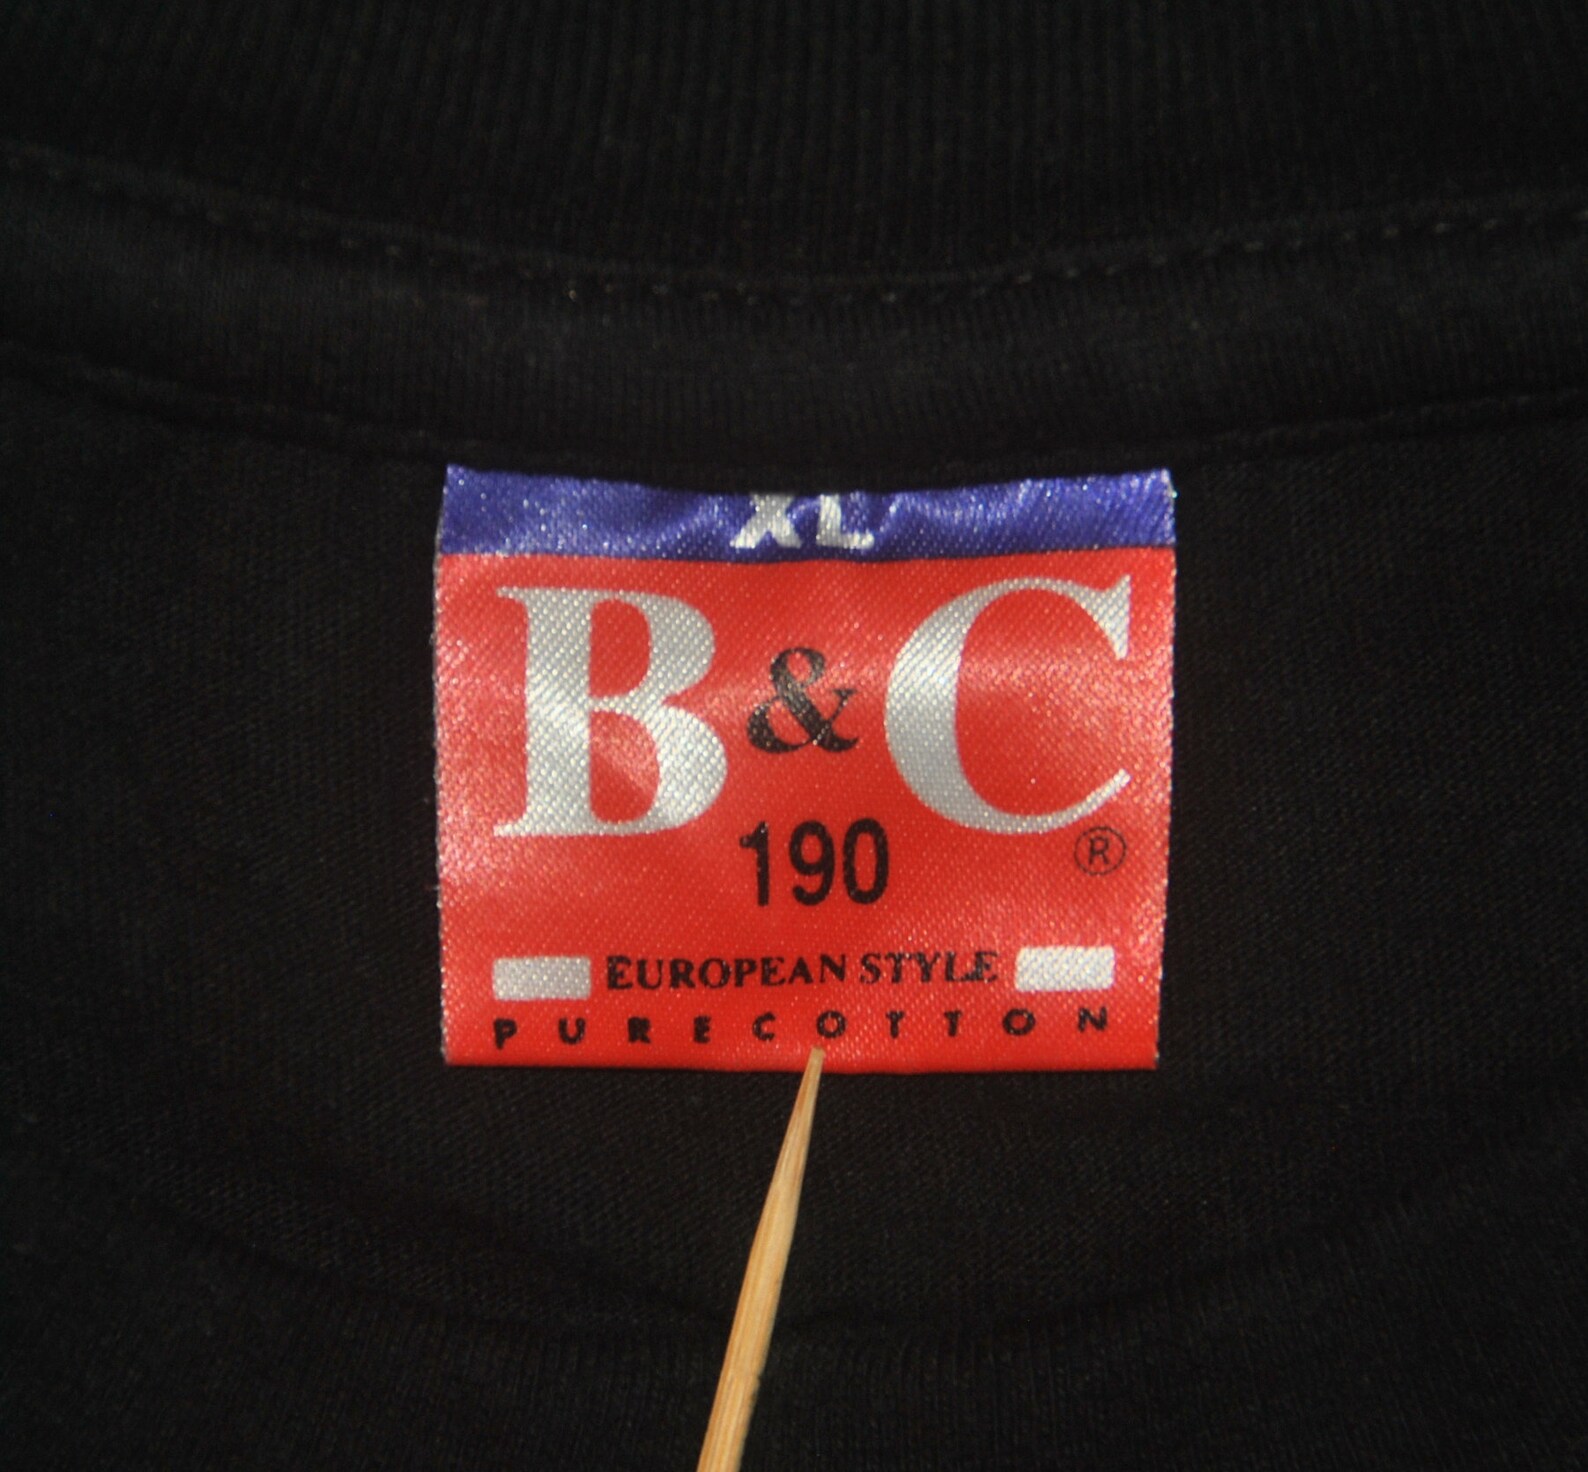 XL
B&C
190 ®
EUROPEAN STYLE
PURECOTTON